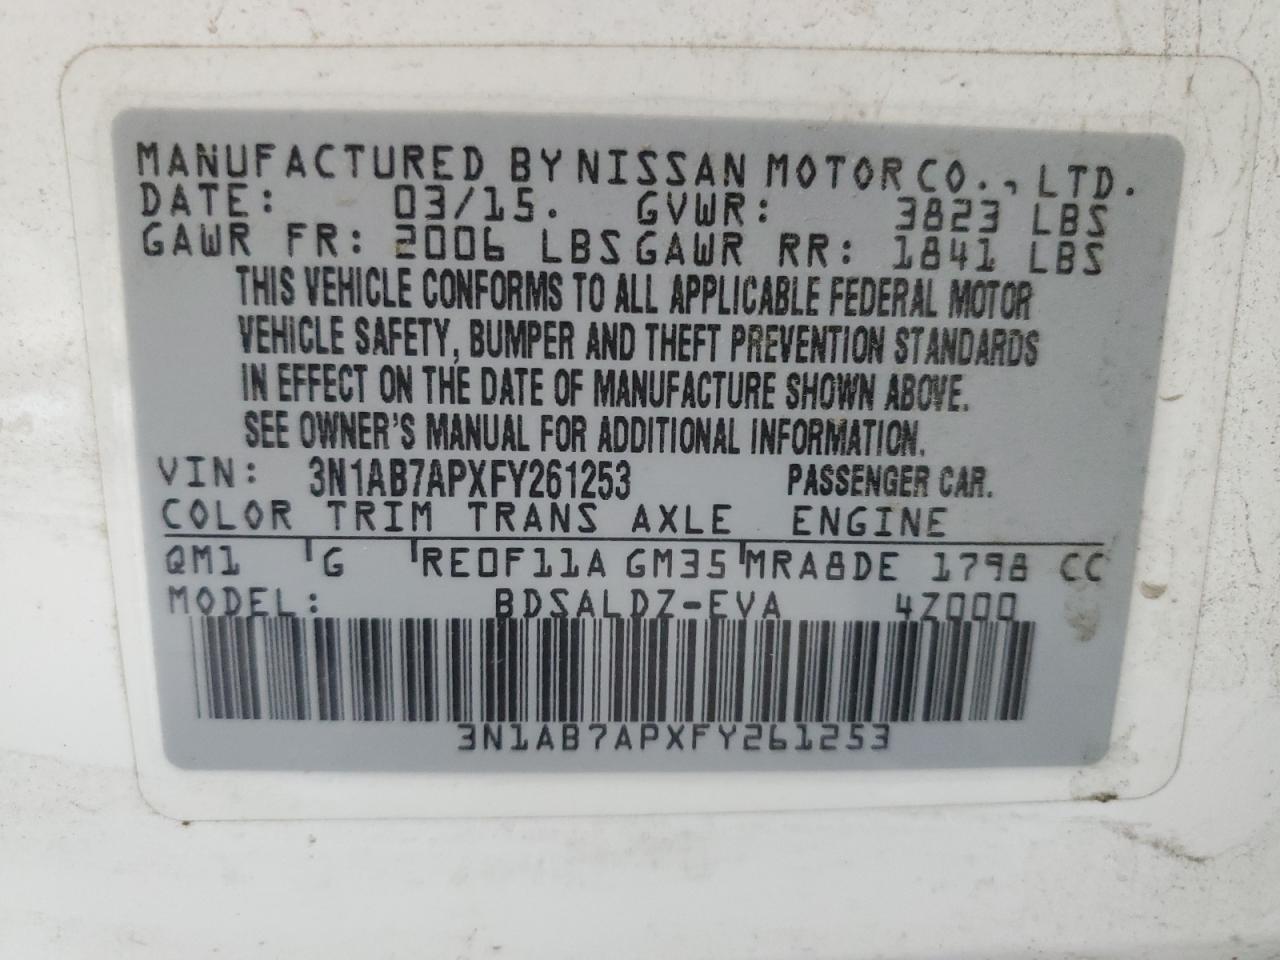 MANUFACTURED BY NISSAN MOTOR CO., LTD.
DATE: 03/15. GVWR: 3823 LBS
GAWR FR: 2006 LBS GAWR RR: 1841 LBS
THIS VEHICLE CONFORMS TO ALL APPLICABLE FEDERAL MOTOR
VEHICLE SAFETY, BUMPER AND THEFT PREVENTION STANDARDS
IN EFFECT ON THE DATE OF MANUFACTURE SHOWN ABOVE.
SEE OWNER'S MANUAL FOR ADDITIONAL INFORMATION.
VIN: 3N1AB7APXFY261253 PASSENGER CAR.
COLOR TRIM TRANS AXLE ENGINE
QM1 G RE0F11A GM35 MRA8DE 1798 CC
MODEL: BDSALDZ-EVA 4Z000
3N1AB7APXFY261253